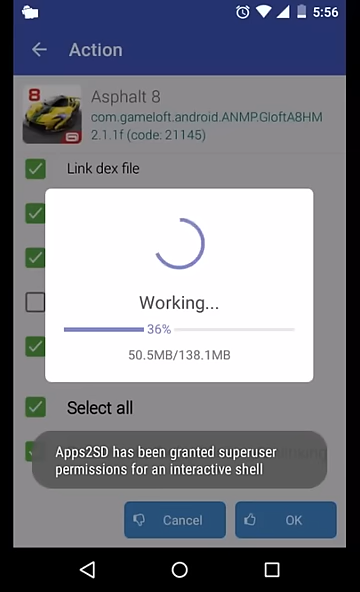 5:56
Action
8
Asphalt 8
com.gameloft.android.ANMP.GloftA8HM
2.1.1f (code: 21145)
Link dex file
Working...
36%
50.5MB/138.1MB
Select all
Apps2SD has been granted superuser
permissions for an interactive shell
Cancel
OK